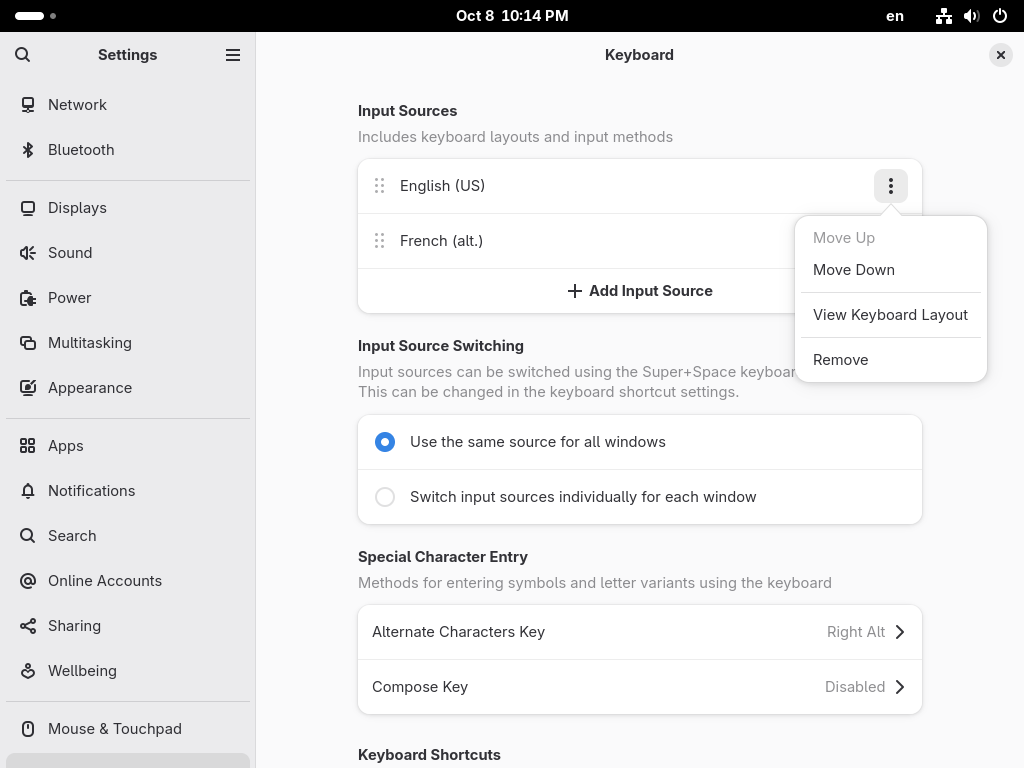 Oct 8 10:14 PM
en
Settings
Keyboard
Network
Bluetooth
Displays
Sound
Power
Multitasking
Appearance
Apps
Notifications
Search
Online Accounts
Sharing
Wellbeing
Mouse & Touchpad
Input Sources
Includes keyboard layouts and input methods
English (US)
French (alt.)
Add Input Source
Move Up
Move Down
View Keyboard Layout
Remove
Input Source Switching
Input sources can be switched using the Super+Space
This can be changed in the keyboard shortcut settings.
Use the same source for all windows
Switch input sources individually for each window
Special Character Entry
Methods for entering symbols and letter variants using the keyboard
Alternate Characters Key
Right Alt
Compose Key
Disabled
Keyboard Shortcuts